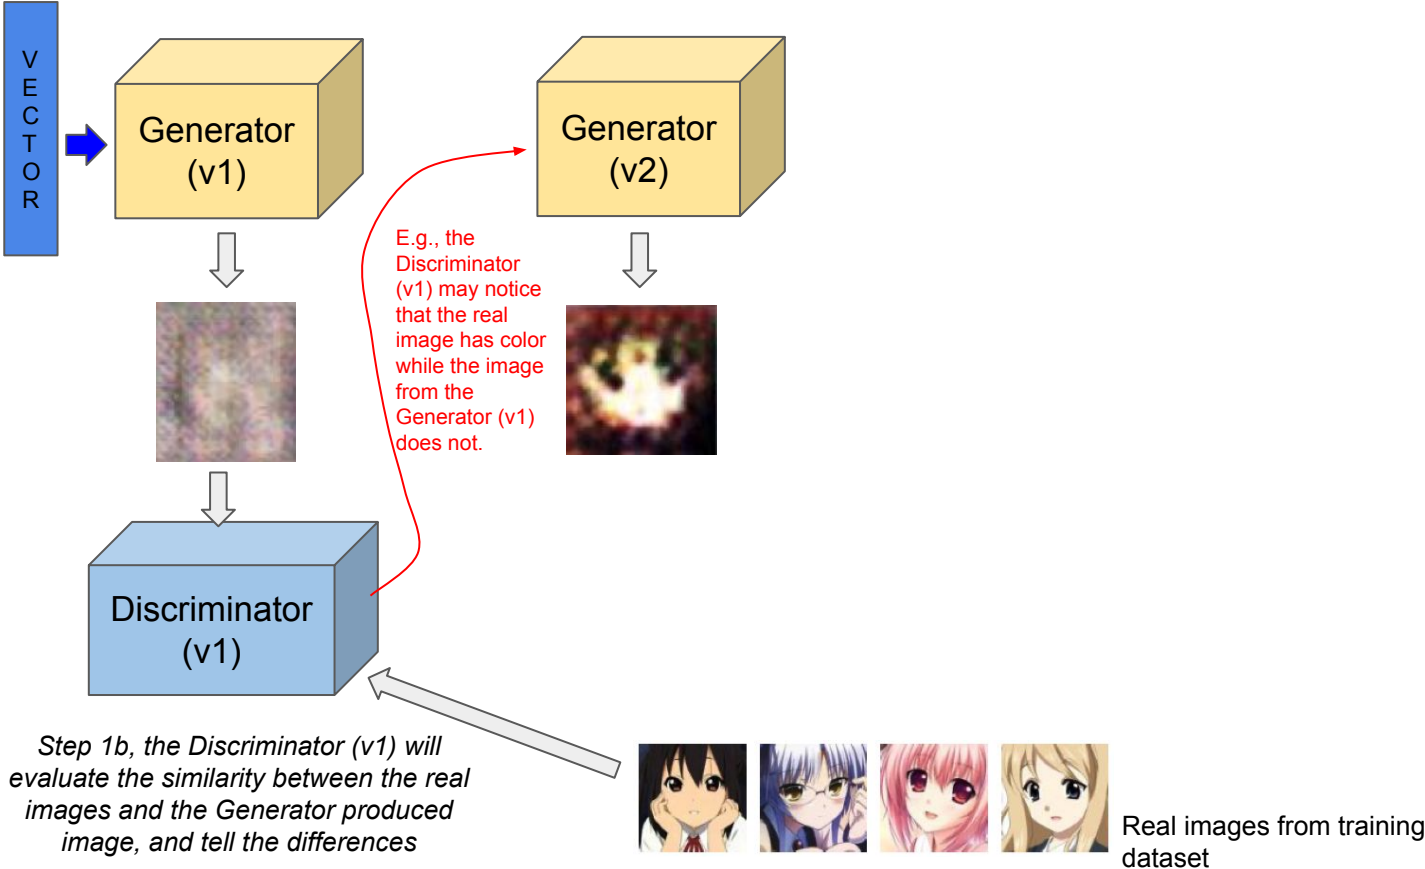 VECTOR
Generator
(v1)
Generator
(v2)
E.g., the
Discriminator
(v1) may notice
that the real
image has color
while the image
from the
Generator (v1)
does not.
Discriminator
(v1)
Step 1b, the Discriminator (v1) will
evaluate the similarity between the real
images and the Generator produced
image, and tell the differences
Real images from training
dataset